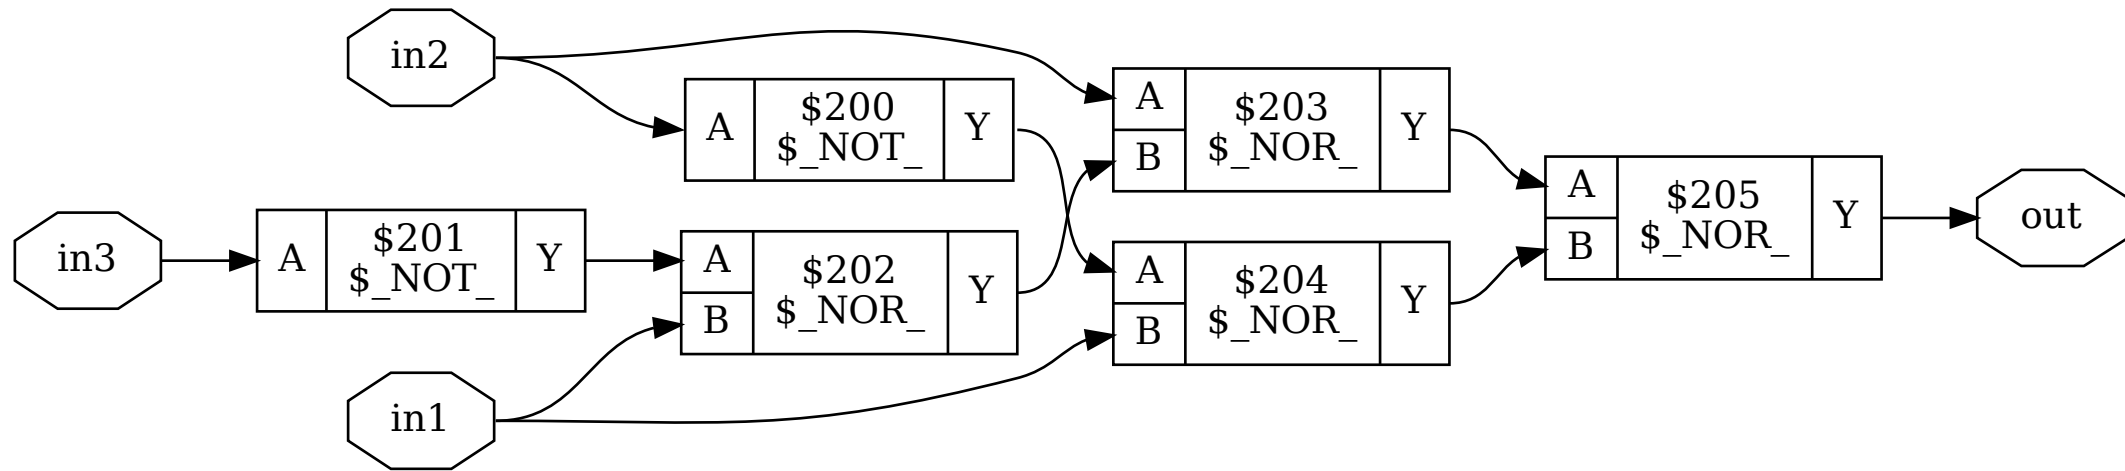 in2
A
$200
$_NOT_
Y
A
B
$203
$_NOR_
Y
in3
A
$201
$_NOT_
Y
A
B
$202
$_NOR_
Y
A
B
$204
$_NOR_
Y
A
B
$205
$_NOR_
Y
out
in1